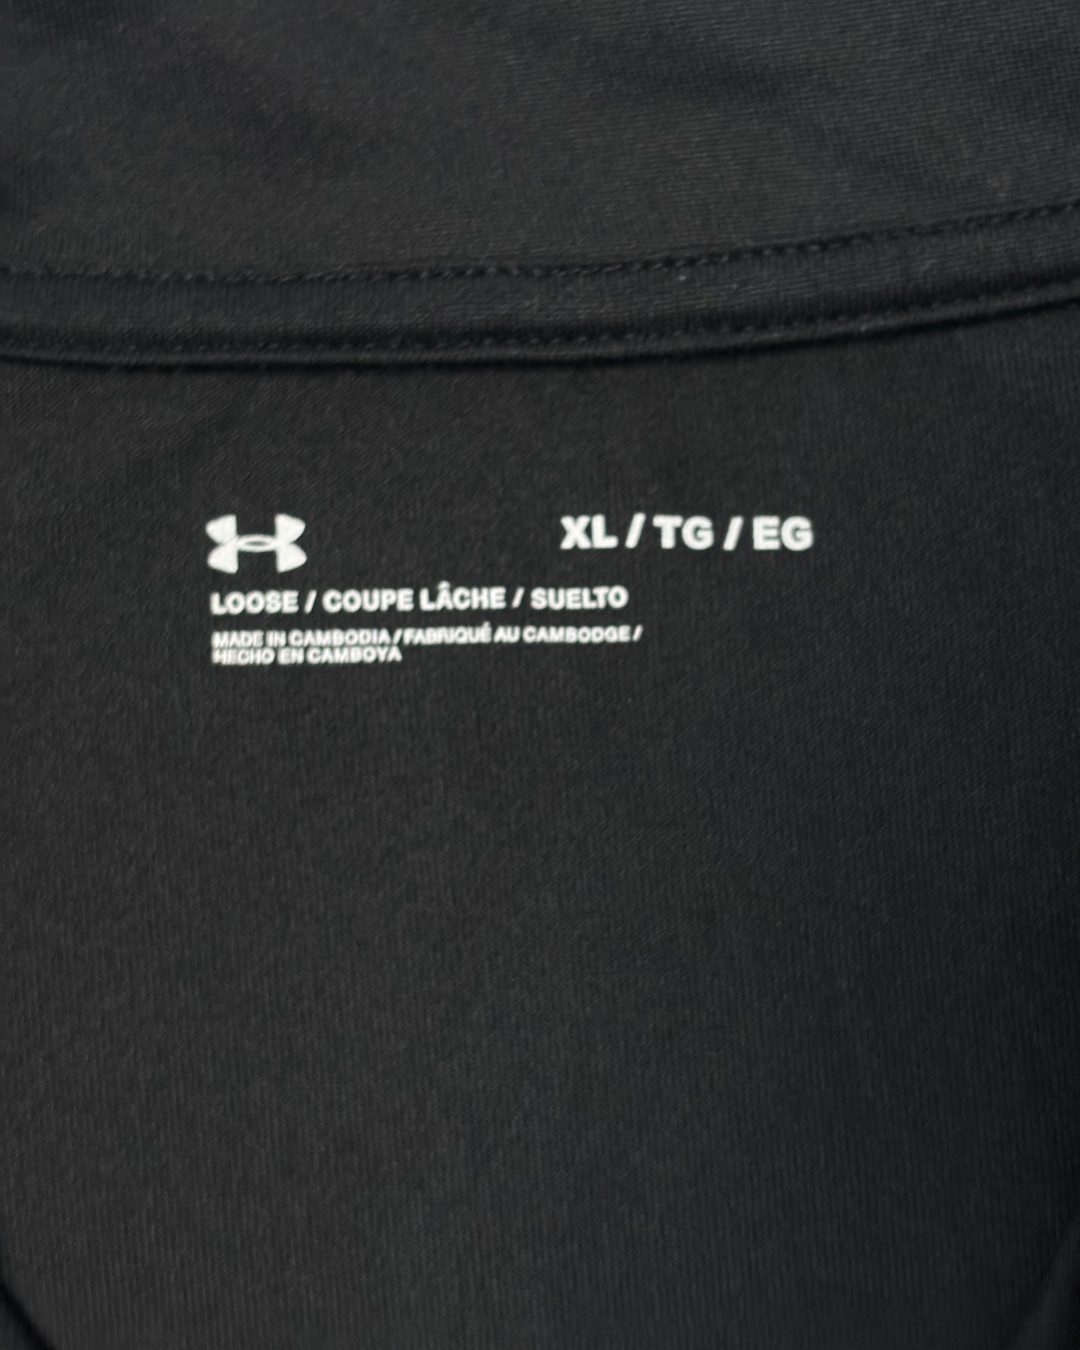 XL / TG / EG
LOOSE / COUPE LÂCHE / SUELTO
MADE IN CAMBODIA / FABRIQUÉ AU CAMBODGE /
HECHO EN CAMBOYA